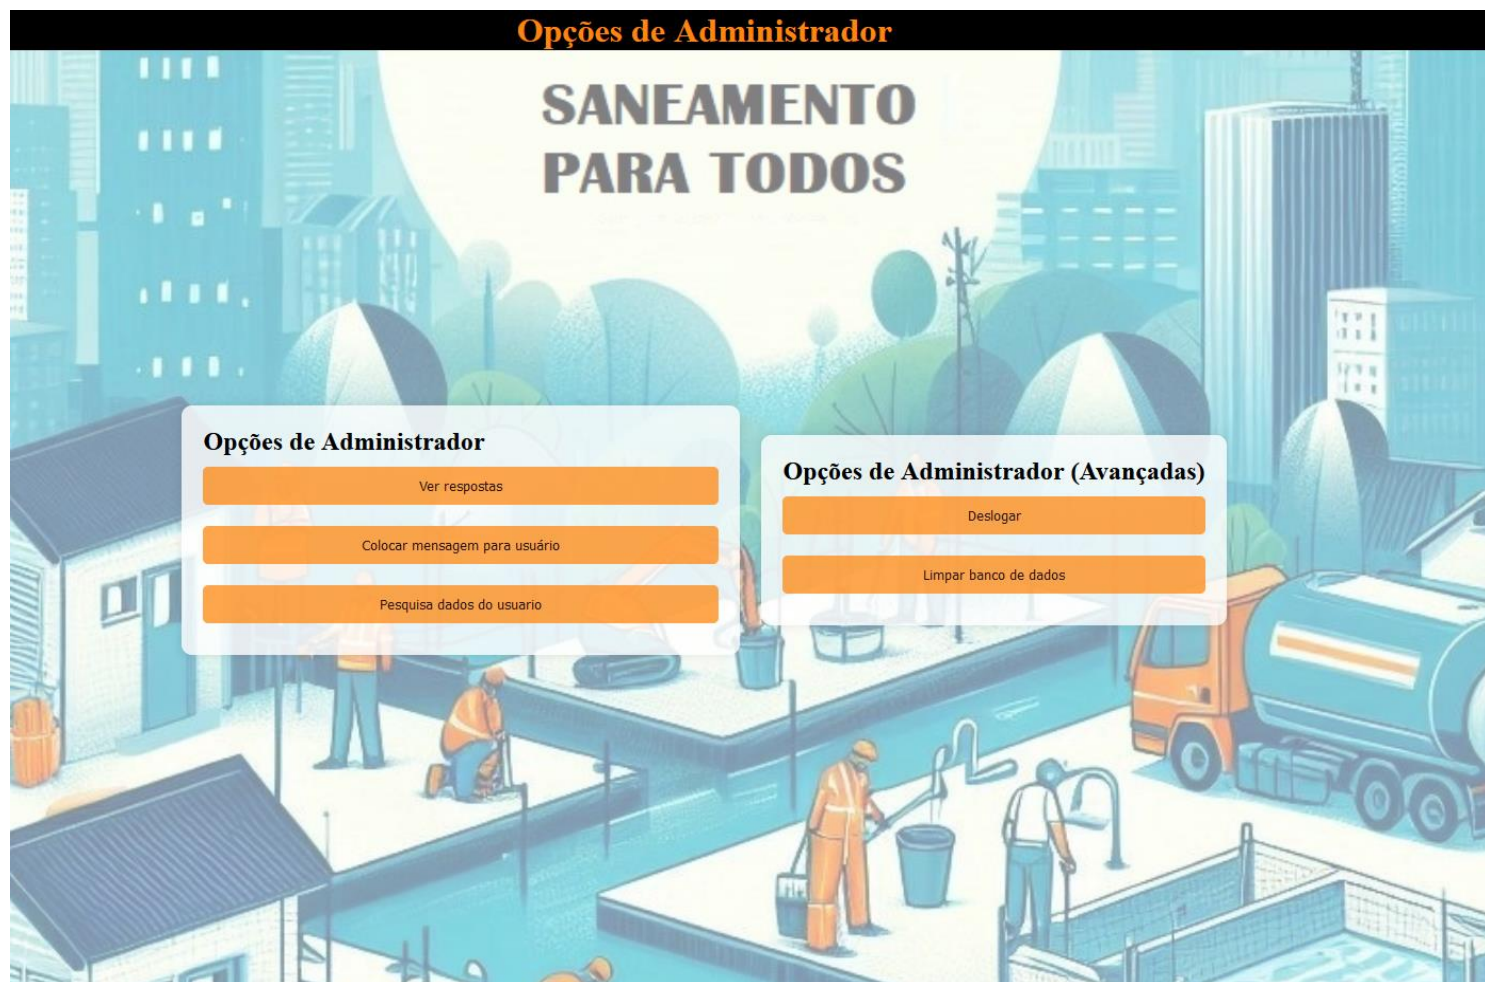 Opções de Administrador
SANEAMENTO
PARA TODOS
Opções de Administrador
Ver respostas
Colocar mensagem para usuário
Pesquisa dados do usuario
Opções de Administrador (Avançadas)
Deslogar
Limpar banco de dados